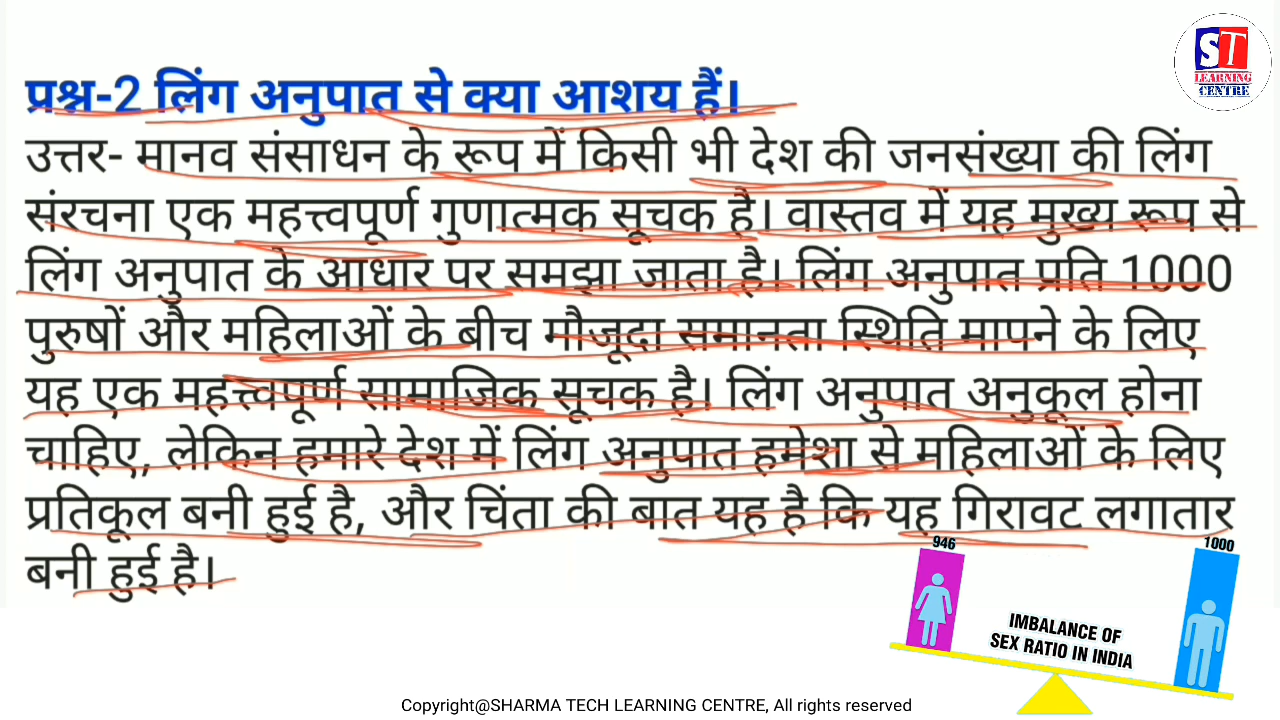 ST
LEARNING
CENTRE
प्रश्न-2 लिंग अनुपात से क्या आशय हैं।
उत्तर- मानव संसाधन के रूप में किसी भी देश की जनसंख्या की लिंग
संरचना एक महत्त्वपूर्ण गुणात्मक सूचक है। वास्तव में यह मुख्य रूप से
लिंग अनुपात के आधार पर समझा जाता है। लिंग अनुपात प्रति 1000
पुरुषों और महिलाओं के बीच मौजूदा समानता स्थिति मापने के लिए
यह एक महत्त्वपूर्ण सामाजिक सूचक है। लिंग अनुपात अनुकूल होना
चाहिए, लेकिन हमारे देश में लिंग अनुपात हमेशा से महिलाओं के लिए
प्रतिकूल बनी हुई है, और चिंता की बात यह है कि यह गिरावट लगातार
बनी हुई है।
946
1000
IMBALANCE OF
SEX RATIO IN INDIA
Copyright@SHARMA TECH LEARNING CENTRE, All rights reserved